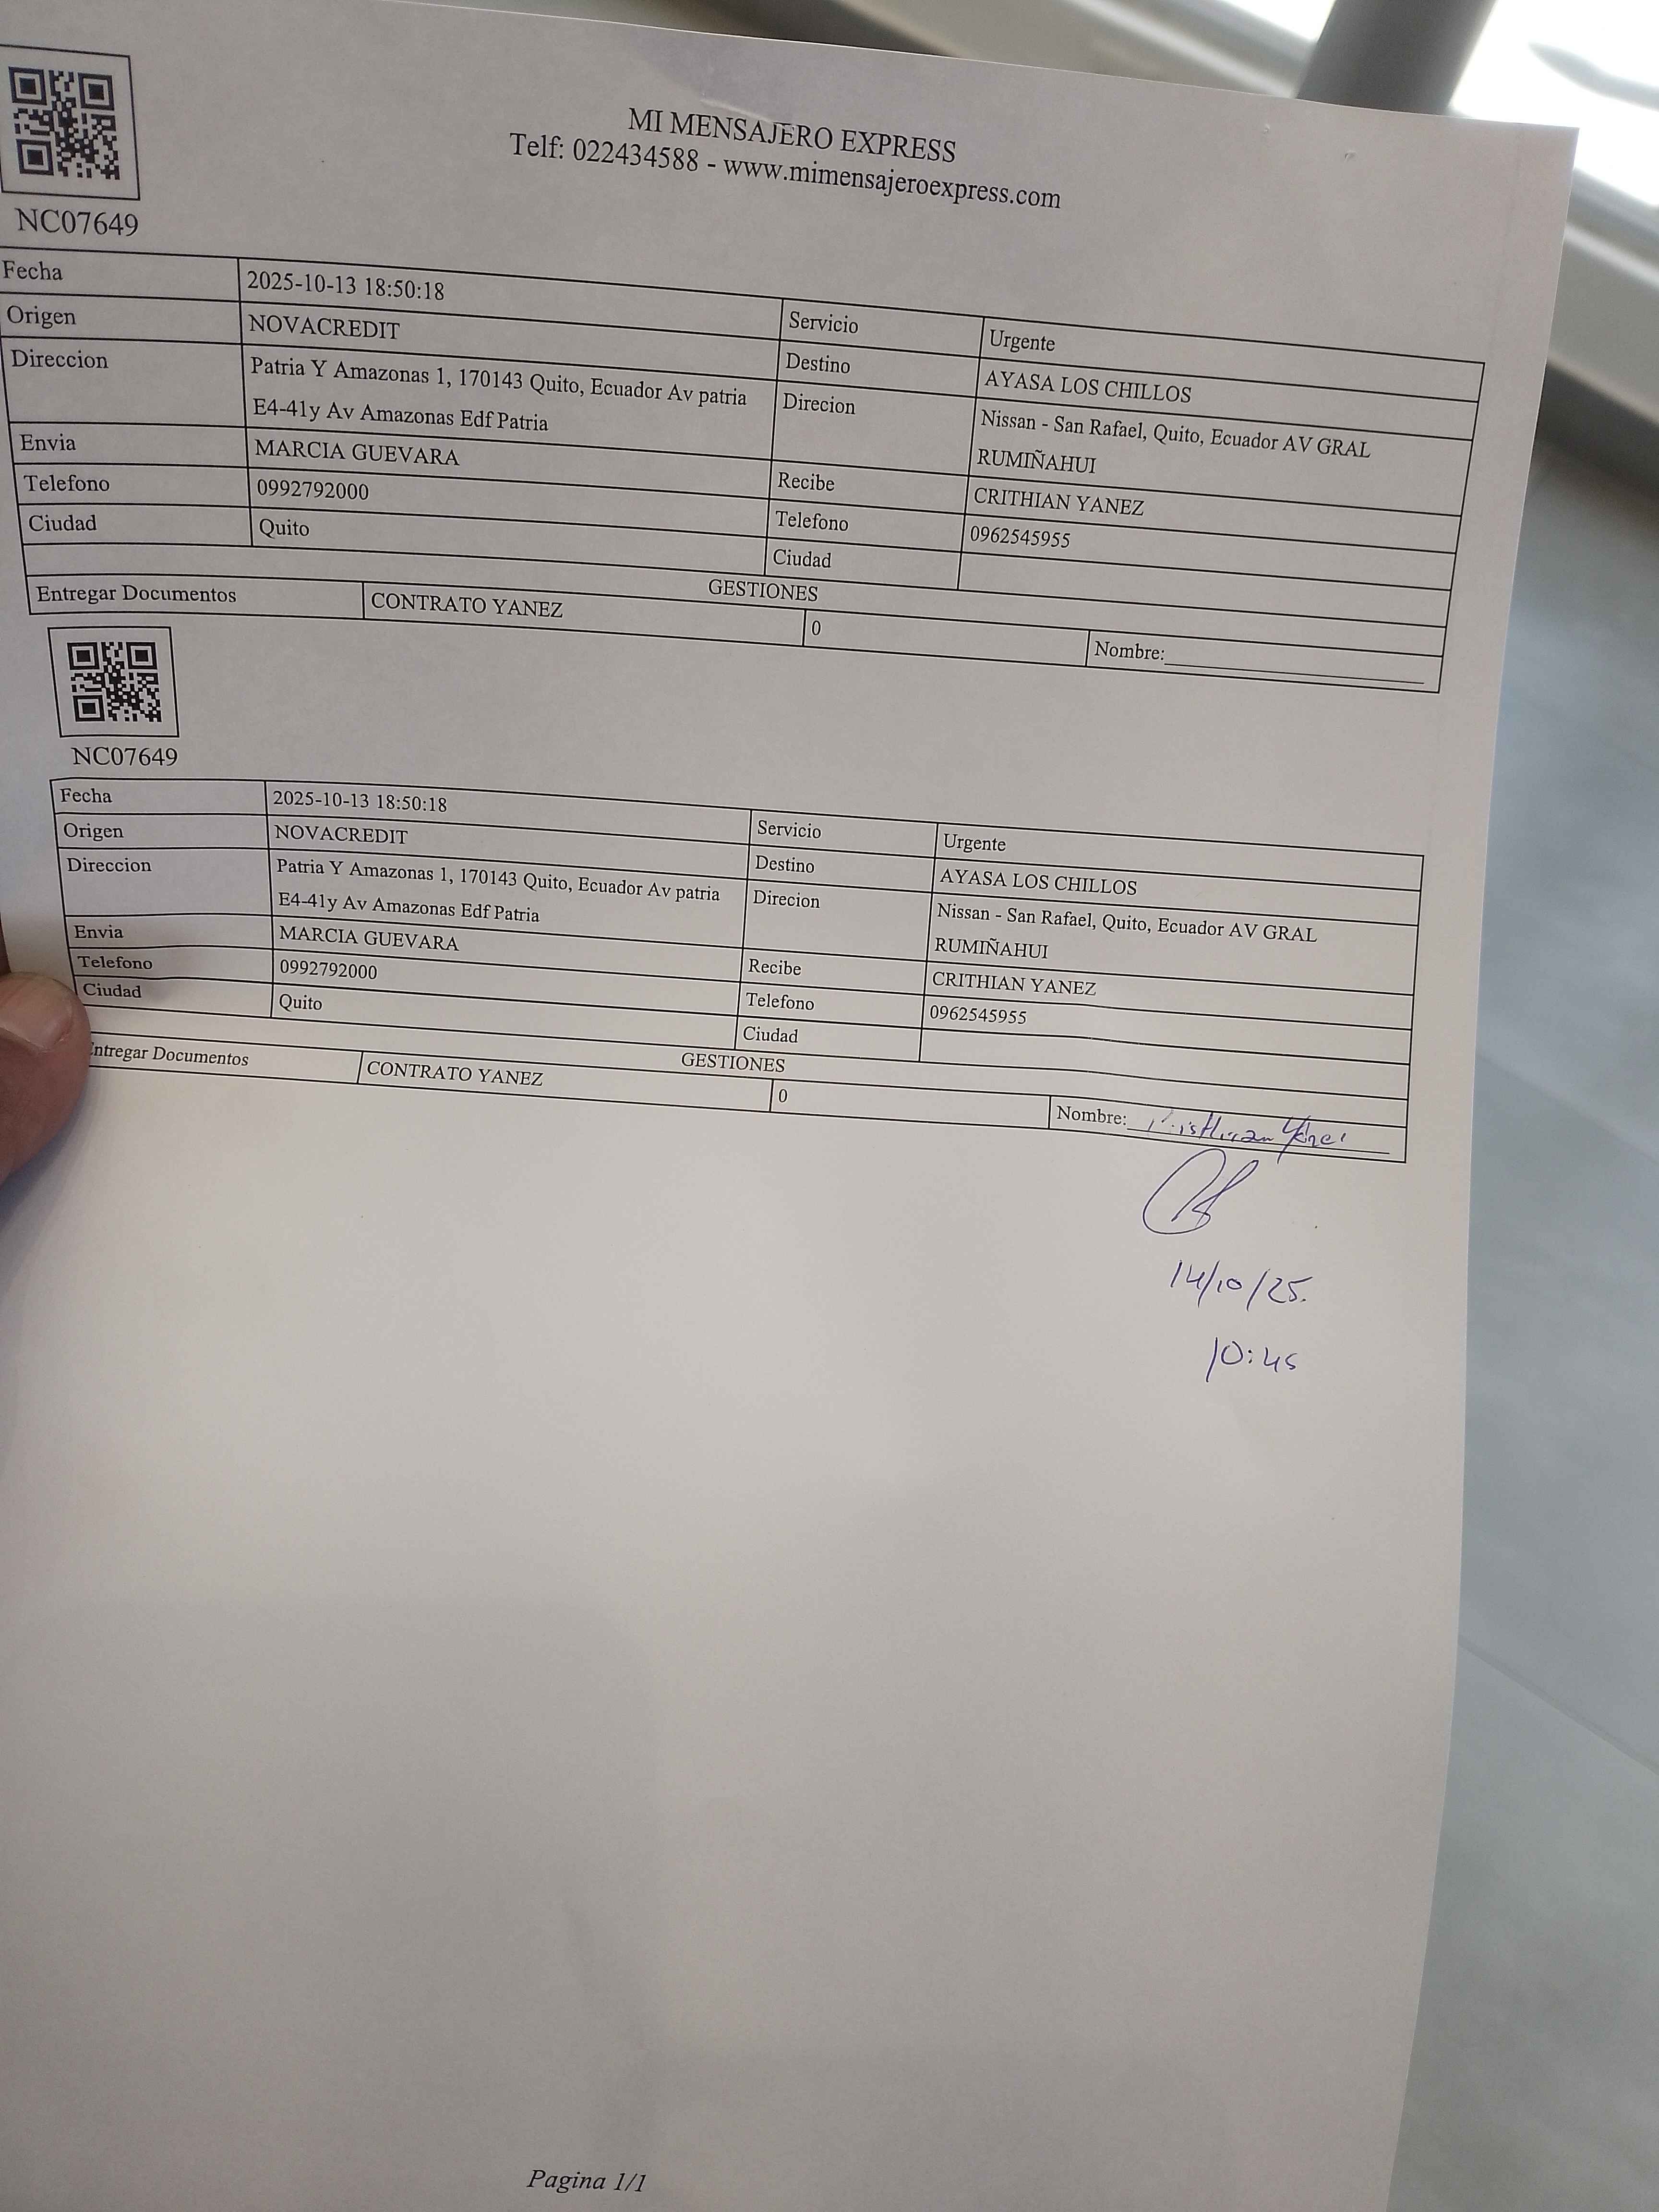 MI MENSAJERO EXPRESS
Telf: 022434588 - www.mimensajeroexpress.com
NC07649
Fecha 2025-10-13 18:50:18 Servicio Urgente
Origen NOVACREDIT Destino AYASA LOS CHILLOS
Direccion Patria Y Amazonas 1, 170143 Quito, Ecuador Av patria Direcion Nissan - San Rafael, Quito, Ecuador AV GRAL
E4-41y Av Amazonas Edf Patria RUMIÑAHUI
Envia MARCIA GUEVARA Recibe CRITHIAN YANEZ
Telefono 0992792000 Telefono 0962545955
Ciudad Quito Ciudad
GESTIONES
Entregar Documentos CONTRATO YANEZ 0 Nombre:
NC07649
Fecha 2025-10-13 18:50:18 Servicio Urgente
Origen NOVACREDIT Destino AYASA LOS CHILLOS
Direccion Patria Y Amazonas 1, 170143 Quito, Ecuador Av patria Direcion Nissan - San Rafael, Quito, Ecuador AV GRAL
E4-41y Av Amazonas Edf Patria RUMIÑAHUI
Envia MARCIA GUEVARA Recibe CRITHIAN YANEZ
Telefono 0992792000 Telefono 0962545955
Ciudad Quito Ciudad
GESTIONES
Entregar Documentos CONTRATO YANEZ 0 Nombre:
14/10/25.
10:45
Pagina 1/1